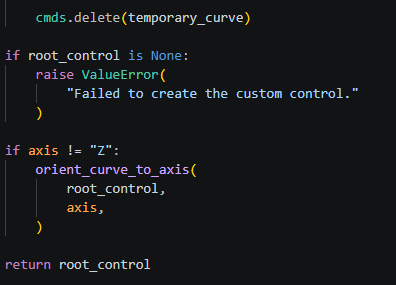 cmds.delete(temporary_curve)

if root_control is None:
    raise ValueError(
        "Failed to create the custom control."
    )

if axis != "Z":
    orient_curve_to_axis(
        root_control,
        axis,
    )

return root_control